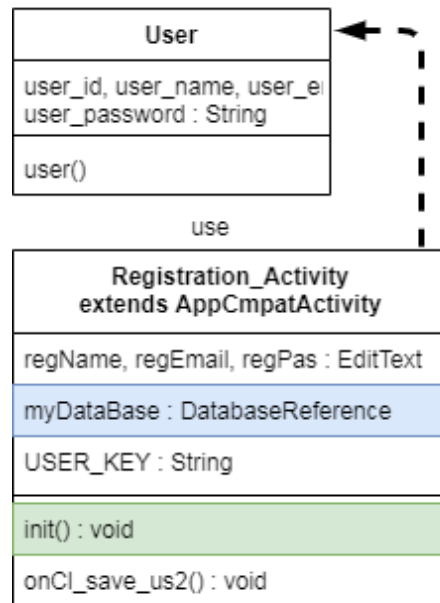 User
user_id, user_name, user_e
user_password : String
user()
use
Registration_Activity
extends AppCmpatActivity
regName, regEmail, regPas : EditText
myDataBase : DatabaseReference
USER_KEY : String
init() : void
onCl_save_us2() : void